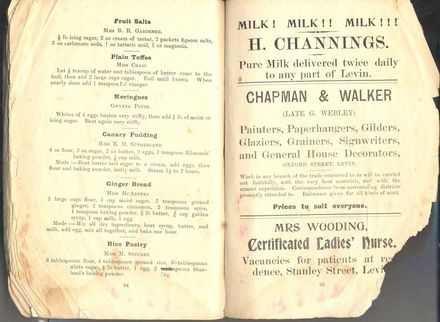 Fruit Salts
Miss B. R. Gardener.
½ lb icing sugar, 2 oz cream of tartar, 2 packets Epsom salts,
2 oz carbonate soda, 1 oz tartaric acid, 1 oz magnesia.
Plain Toffee
Miss Craig
Let ½ teacup of water and tablespoon of butter come to the
boil, then add 2 large cups sugar. Boil until brown. When
nearly done add 1 teaspoonful vinegar.
Meringues
Gwenyth Potts.
Whites of 4 eggs beaten very stiffly, then add ½ lb of moist or
icing sugar. Beat again very stiffly.
Canary Pudding
Miss R. M. Sutherland
4 oz flour, 2 oz sugar, 2 oz butter, 2 eggs, 1 teaspoon Edmonds'
baking powder, ½ cup milk.
Mode—Beat butter and sugar to a cream, add eggs, then
flour and baking powder, lastly milk. Steam 1½ to 2 hours.
Ginger Bread
Miss
2 large cups flour, 1 cup moist sugar, 2 teaspoons ground
ginger, 2 teaspoons cinnamon, 2 teaspoons spice,
1 teaspoon baking powder, ½ lb butter, ½ cup golden
syrup, 1 cup milk, 1 egg.
Mode—Mix all dry ingredients, heat syrup, butter, and
milk, add egg, mix all together, and bake one hour.
Rice Pastry
Miss M. Stuckey
4 tablespoons flour, 4 tablespoons ground rice, 3 tablespoons
white sugar, ¼ lb butter, 1 egg, 2 teaspoons Shar-
land's baking powder.
94
MILK! MILK!! MILK!!!
H. CHANNINGS.
Pure Milk delivered twice daily
to any part of Levin.
CHAPMAN & WALKER
(LATE G. WEBLEY)
Painters, Paperhangers, Gilders,
Glaziers, Grainers, Signwriters,
and General House Decorators,
OXFORD STREET, LEVIN.
Work in any branch of the trade entrusted to us will be carried
out faithfully, with the very best materials, and with the
utmost expedition. Correspondence from surrounding districts
promptly attended to. Estimates given for all kinds of work.
Prices to suit everyone.
MRS WOODING,
Certificated Ladies' Nurse.
Vacancies for patients at re
dence, Stanley Street, Levi
95